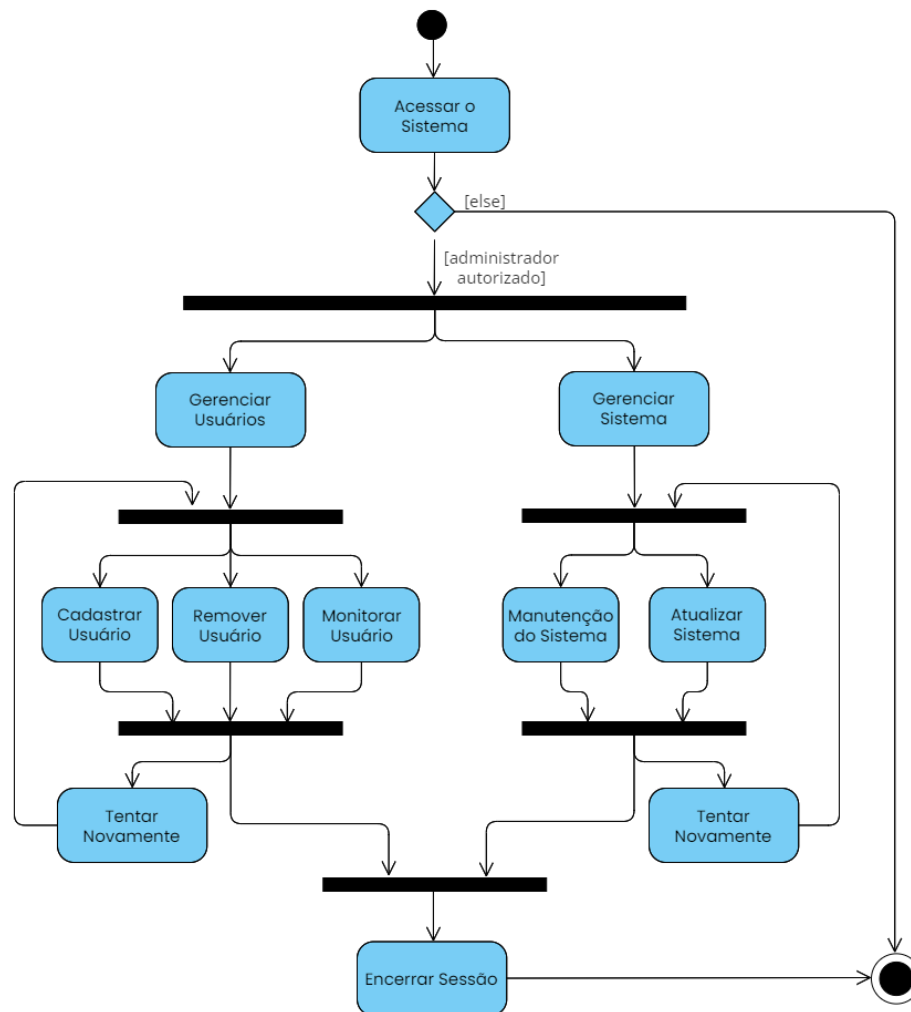 Acessar o
Sistema
[else]
[administrador
autorizado]
Gerenciar
Usuários
Gerenciar
Sistema
Cadastrar
Usuário
Remover
Usuário
Monitorar
Usuário
Manutenção
do Sistema
Atualizar
Sistema
Tentar
Novamente
Tentar
Novamente
Encerrar Sessão